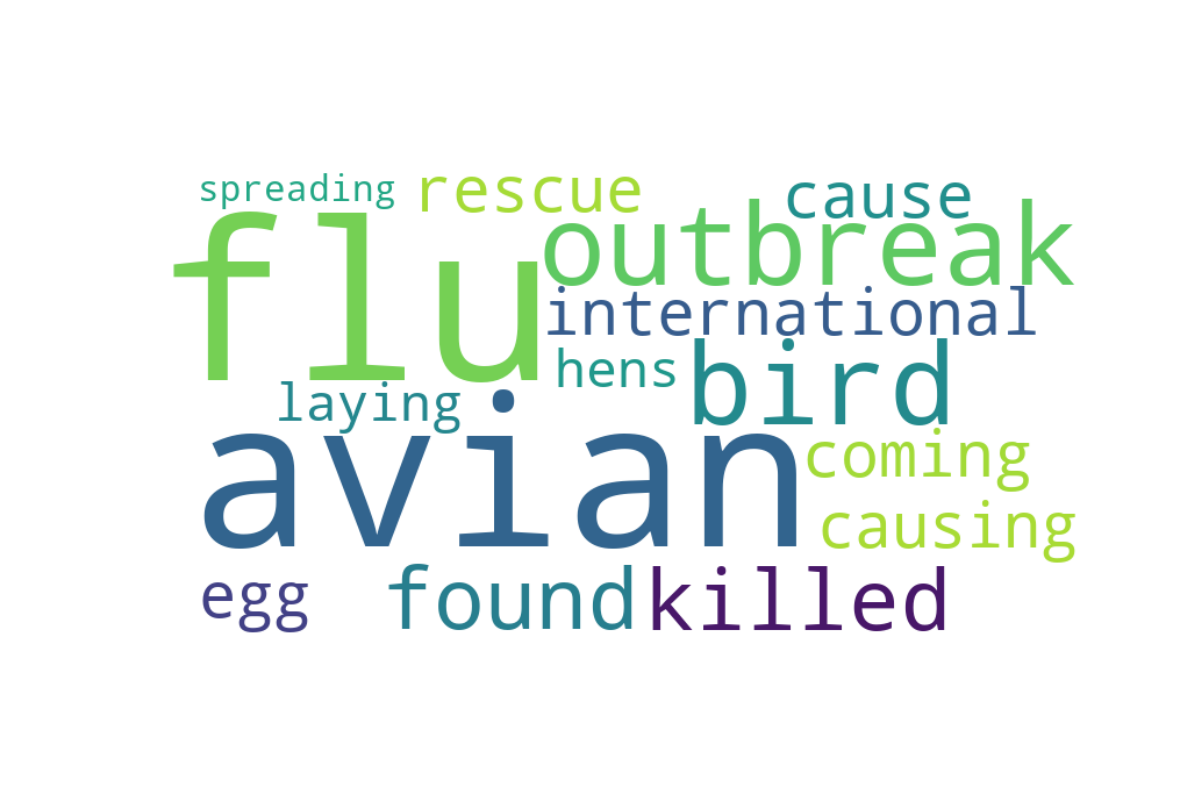 spreading
rescue
cause
flu
outbreak
international
hens
bird
laying
avian
coming
causing
egg
found
killed